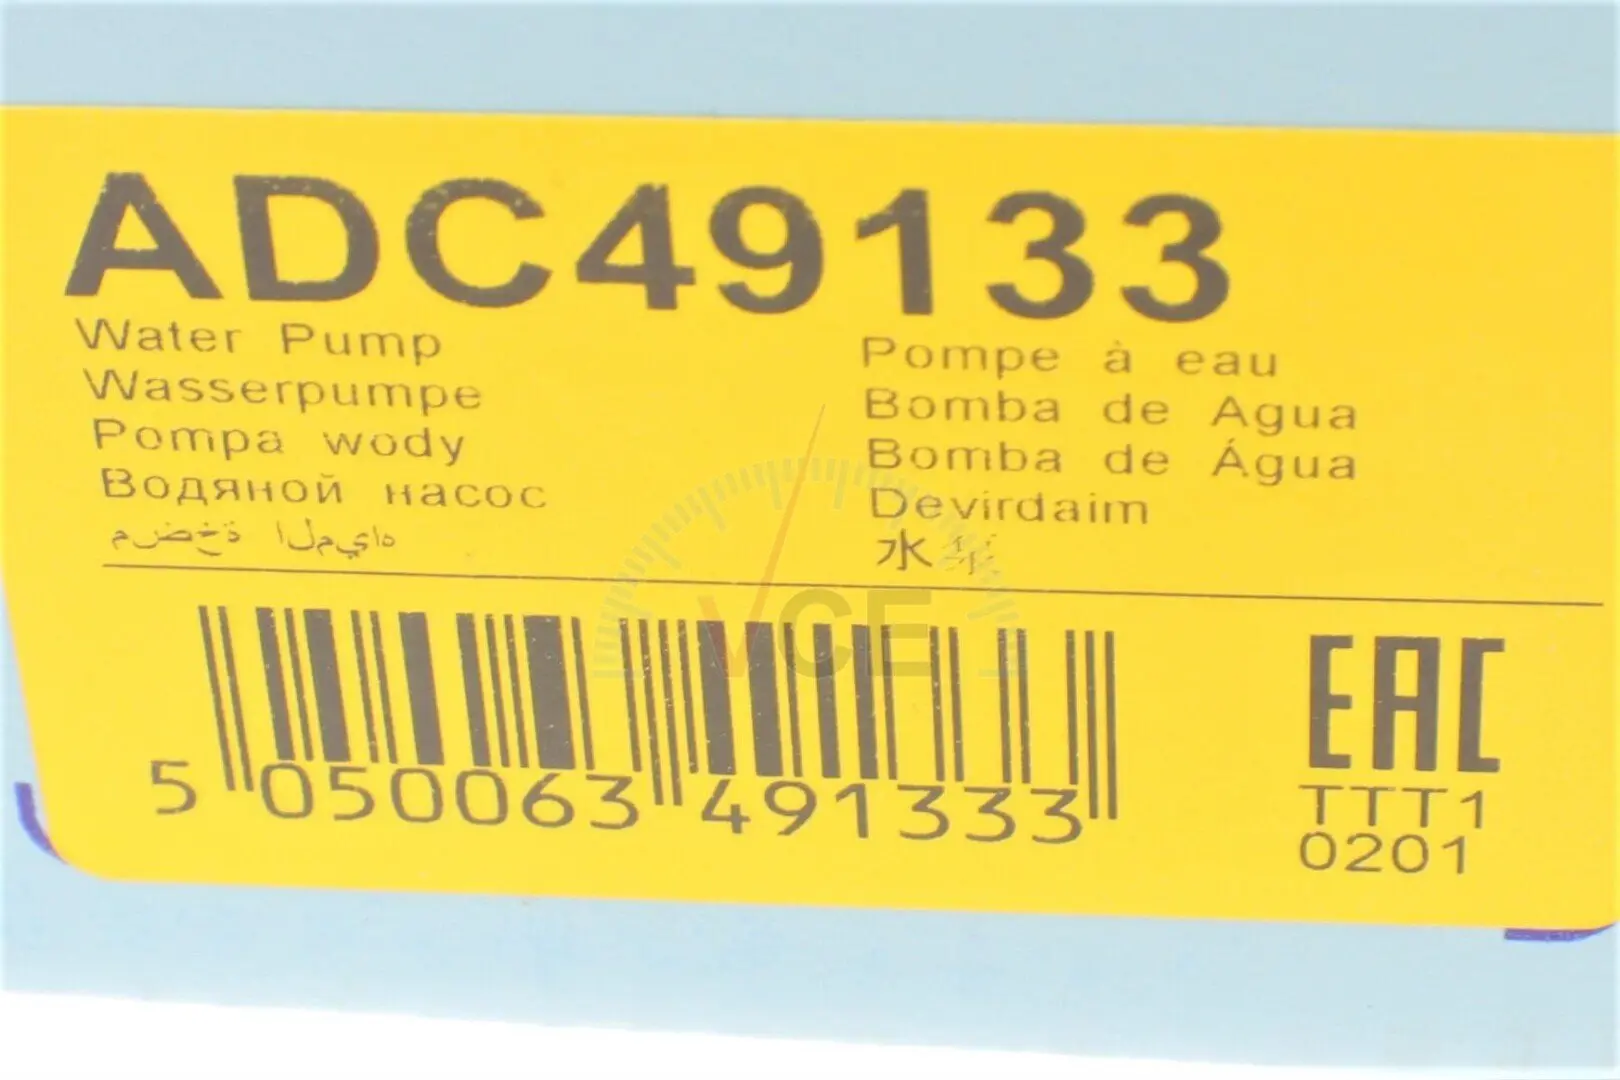 ADC49133
Water Pump
Wasserpumpe
Pompa wody
Водяной насос
مضخة المياه
Pompe à eau
Bomba de Agua
Bomba de Água
Devirdaim
水泵
VCE
5 050063 491333
EAC
TTT1
0201